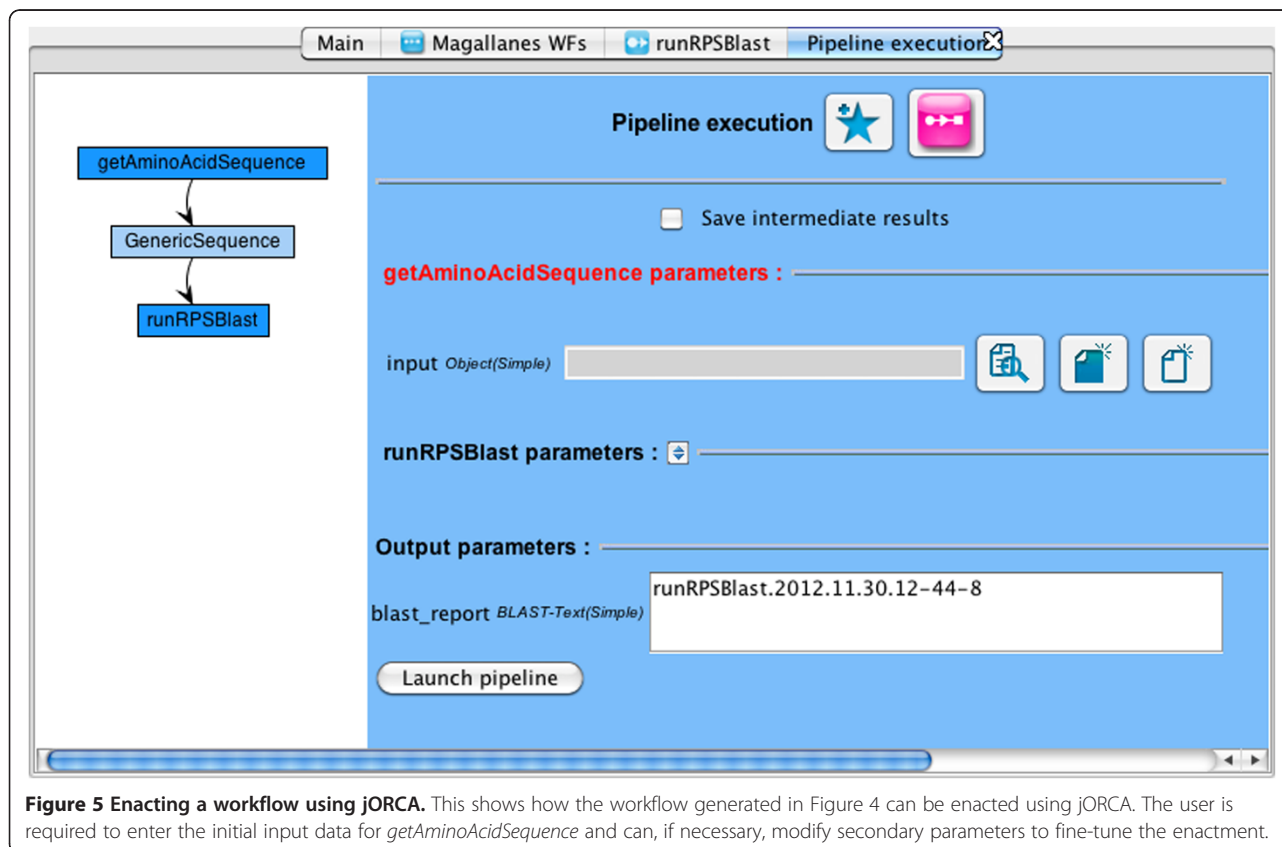 Main
Magallanes WFs
runRPSBlast
Pipeline execution
getAminoAcidSequence
GenericSequence
runRPSBlast
Pipeline execution
Save intermediate results
getAminoAcidSequence parameters :
input Object(Simple)
runRPSBlast parameters :
Output parameters :
blast_report BLAST-Text(Simple)
runRPSBlast.2012.11.30.12-44-8
Launch pipeline
Figure 5 Enacting a workflow using jORCA. This shows how the workflow generated in Figure 4 can be enacted using jORCA. The user is
required to enter the initial input data for getAminoAcidSequence and can, if necessary, modify secondary parameters to fine-tune the enactment.